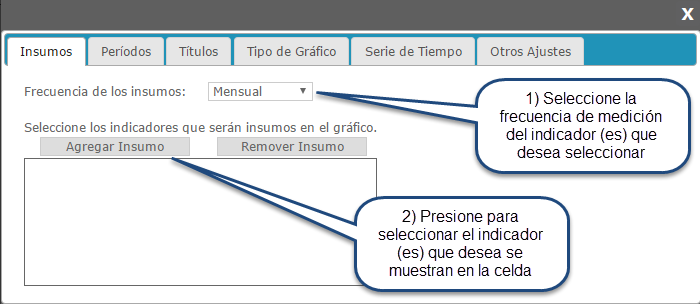 X
Insumos Períodos Títulos Tipo de Gráfico Serie de Tiempo Otros Ajustes
Frecuencia de los insumos: Mensual
1) Seleccione la
frecuencia de medición
del indicador (es) que
desea seleccionar
Seleccione los indicadores que serán insumos en el gráfico.
Agregar Insumo Remover Insumo
2) Presione para
seleccionar el indicador
(es) que desea se
muestran en la celda